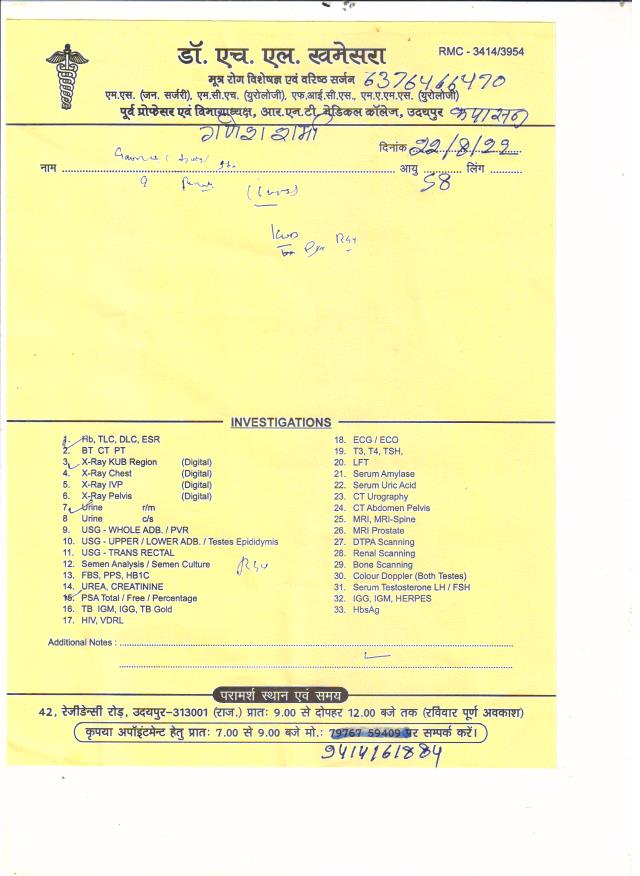 डॉ. एच. एल. खमेसरा
RMC - 3414/3954
मूत्र रोग विशेषज्ञ एवं वरिष्ठ सर्जन 6376466470
एम.एस. (जन. सर्जरी), एम.सी.एच. (युरोलोजी), एफ.आई.सी.एस., एम.ए.एम.एस. (युरोलोजी)
पूर्व प्रोफेसर एवं विभागाध्यक्ष, आर.एन.टी. मेडिकल कॉलेज, उदयपुर कपासन
गणेश शर्मा
दिनांक 22/8/22
नाम आयु 58 लिंग
INVESTIGATIONS
1. Hb, TLC, DLC, ESR
2. BT CT PT
3. X-Ray KUB Region (Digital)
4. X-Ray Chest (Digital)
5. X-Ray IVP (Digital)
6. X-Ray Pelvis (Digital)
7. Urine r/m
8 Urine c/s
9. USG - WHOLE ADB. / PVR
10. USG - UPPER / LOWER ADB. / Testes Epididymis
11. USG - TRANS RECTAL
12. Semen Analysis / Semen Culture
13. FBS, PPS, HB1C
14. UREA, CREATININE
15. PSA Total / Free / Percentage
16. TB IGM, IGG, TB Gold
17. HIV, VDRL
18. ECG / ECO
19. T3, T4, TSH,
20. LFT
21. Serum Amylase
22. Serum Uric Acid
23. CT Urography
24. CT Abdomen Pelvis
25. MRI, MRI-Spine
26. MRI Prostate
27. DTPA Scanning
28. Renal Scanning
29. Bone Scanning
30. Colour Doppler (Both Testes)
31. Serum Testosterone LH / FSH
32. IGG, IGM, HERPES
33. HbsAg
Additional Notes :
परामर्श स्थान एवं समय
42, रेजीडेन्सी रोड़, उदयपुर-313001 (राज.) प्रातः 9.00 से दोपहर 12.00 बजे तक (रविवार पूर्ण अवकाश)
कृपया अपॉइंटमेन्ट हेतु प्रातः 7.00 से 9.00 बजे मो.: 79767 59409 पर सम्पर्क करें।
9414161884